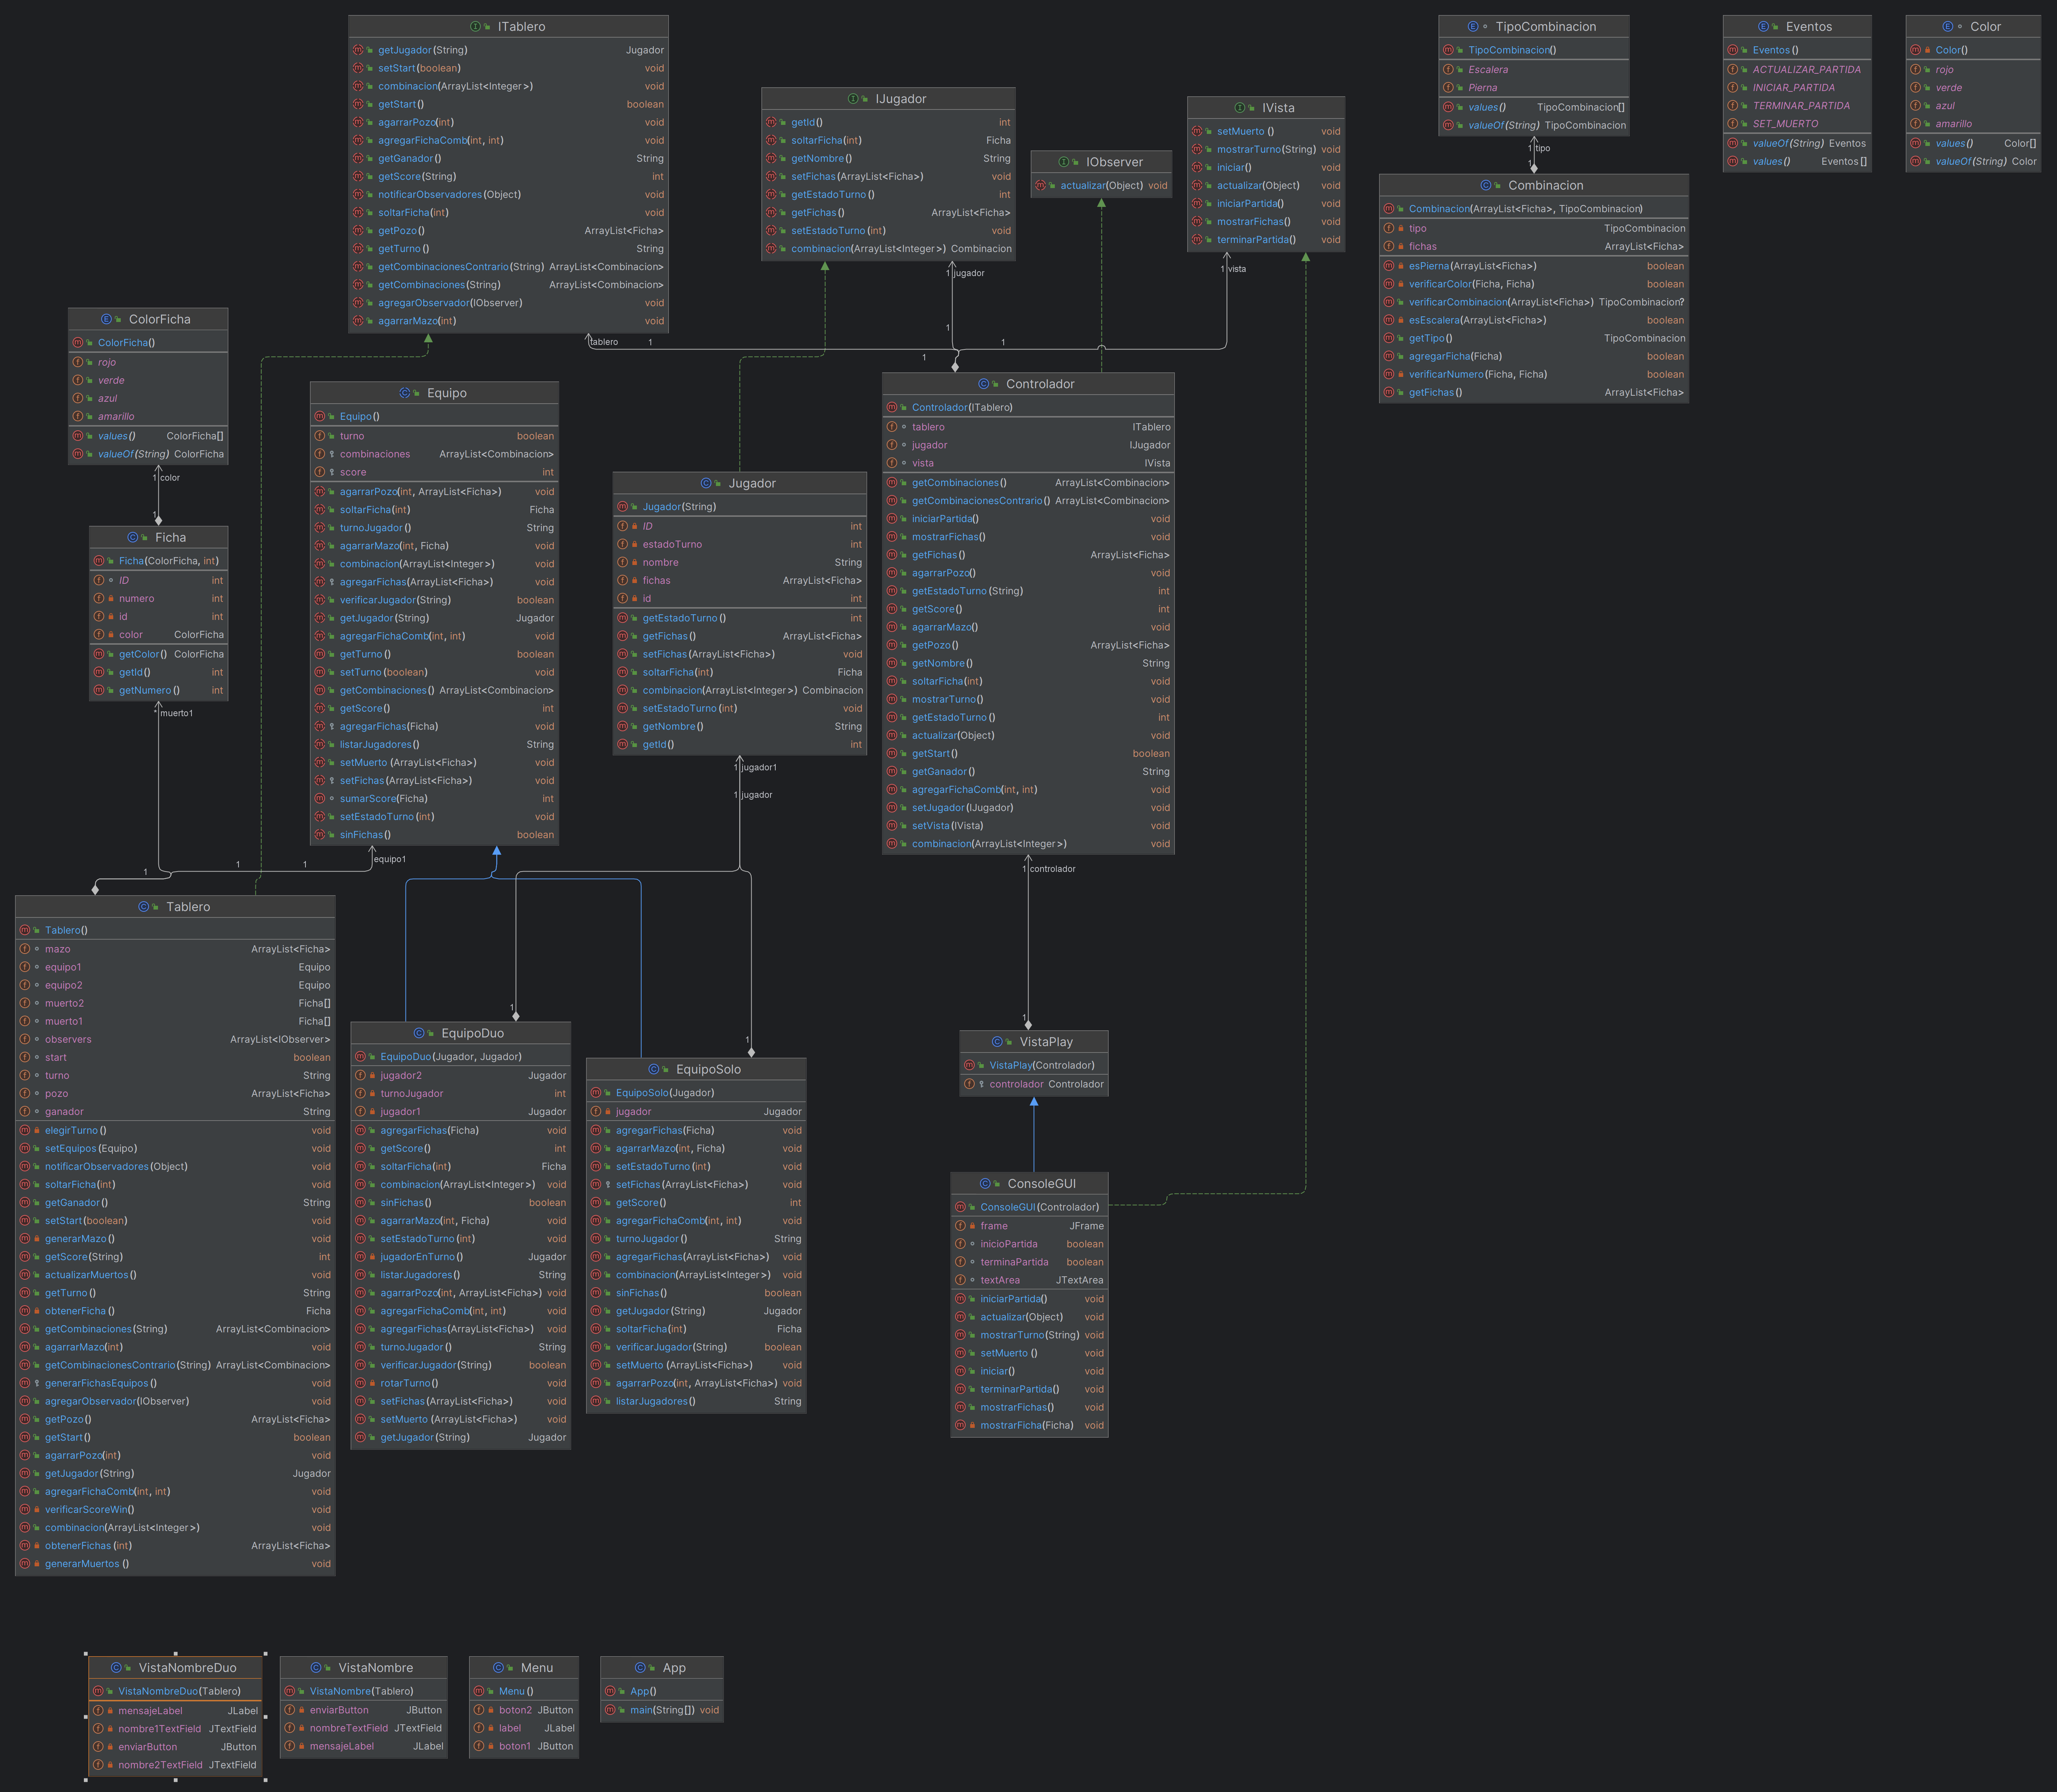 ITablero
getJugador(String) Jugador
setStart(boolean) void
combinacion(ArrayList<Integer>) void
getStart() boolean
agarrarPozo(int) void
agregarFichaComb(int, int) void
getGanador() String
getScore(String) int
notificarObservadores(Object) void
soltarFicha(int) void
getPozo() ArrayList<Ficha>
getTurno() String
getCombinacionesContrario(String) ArrayList<Combinacion>
getCombinaciones(String) ArrayList<Combinacion>
agregarObservador(IObserver) void
agarrarMazo(int) void
IJugador
getId() int
soltarFicha(int) Ficha
getNombre() String
setFichas(ArrayList<Ficha>) void
getEstadoTurno() int
getFichas() ArrayList<Ficha>
setEstadoTurno(int) void
combinacion(ArrayList<Integer>) Combinacion
IObserver
actualizar(Object) void
IVista
setMuerto() void
mostrarTurno(String) void
iniciar() void
actualizar(Object) void
iniciarPartida() void
mostrarFichas() void
terminarPartida() void
TipoCombinacion
TipoCombinacion()
Escalera
Pierna
values() TipoCombinacion[]
valueOf(String) TipoCombinacion
Eventos
Eventos()
ACTUALIZAR_PARTIDA
INICIAR_PARTIDA
TERMINAR_PARTIDA
SET_MUERTO
valueOf(String) Eventos
values() Eventos[]
Color
Color()
rojo
verde
azul
amarillo
values() Color[]
valueOf(String) Color
1 tipo
1
Combinacion
Combinacion(ArrayList<Ficha>, TipoCombinacion)
tipo TipoCombinacion
fichas ArrayList<Ficha>
esPierna(ArrayList<Ficha>) boolean
verificarColor(Ficha, Ficha) boolean
verificarCombinacion(ArrayList<Ficha>) TipoCombinacion?
esEscalera(ArrayList<Ficha>) boolean
getTipo() TipoCombinacion
agregarFicha(Ficha) boolean
verificarNumero(Ficha, Ficha) boolean
getFichas() ArrayList<Ficha>
1 jugador
1 vista
1
tablero
1
1
1
ColorFicha
ColorFicha()
rojo
verde
azul
amarillo
values() ColorFicha[]
valueOf(String) ColorFicha
1 color
1
Ficha
Ficha(ColorFicha, int)
ID int
numero int
id int
color ColorFicha
getColor() ColorFicha
getId() int
getNumero() int
* muerto1
Equipo
Equipo()
turno boolean
combinaciones ArrayList<Combinacion>
score int
agarrarPozo(int, ArrayList<Ficha>) void
soltarFicha(int) Ficha
turnoJugador() String
agarrarMazo(int, Ficha) void
combinacion(ArrayList<Integer>) void
agregarFichas(ArrayList<Ficha>) void
verificarJugador(String) boolean
getJugador(String) Jugador
agregarFichaComb(int, int) void
getTurno() boolean
setTurno(boolean) void
getCombinaciones() ArrayList<Combinacion>
getScore() int
agregarFichas(Ficha) void
listarJugadores() String
setMuerto(ArrayList<Ficha>) void
setFichas(ArrayList<Ficha>) void
sumarScore(Ficha) int
setEstadoTurno(int) void
sinFichas() boolean
Jugador
Jugador(String)
ID int
estadoTurno int
nombre String
fichas ArrayList<Ficha>
id int
getEstadoTurno() int
getFichas() ArrayList<Ficha>
setFichas(ArrayList<Ficha>) void
soltarFicha(int) Ficha
combinacion(ArrayList<Integer>) Combinacion
setEstadoTurno(int) void
getNombre() String
getId() int
1 jugador1
1 jugador
Controlador
Controlador(ITablero)
tablero ITablero
jugador IJugador
vista IVista
getCombinaciones() ArrayList<Combinacion>
getCombinacionesContrario() ArrayList<Combinacion>
iniciarPartida() void
mostrarFichas() void
getFichas() ArrayList<Ficha>
agarrarPozo() void
getEstadoTurno(String) int
getScore() int
agarrarMazo() void
getPozo() ArrayList<Ficha>
getNombre() String
soltarFicha(int) void
mostrarTurno() void
getEstadoTurno() int
actualizar(Object) void
getStart() boolean
getGanador() String
agregarFichaComb(int, int) void
setJugador(IJugador) void
setVista(IVista) void
combinacion(ArrayList<Integer>) void
1 controlador
1 equipo1
1
1
Tablero
Tablero()
mazo ArrayList<Ficha>
equipo1 Equipo
equipo2 Equipo
muerto2 Ficha[]
muerto1 Ficha[]
observers ArrayList<IObserver>
start boolean
turno String
pozo ArrayList<Ficha>
ganador String
elegirTurno() void
setEquipos(Equipo) void
notificarObservadores(Object) void
soltarFicha(int) void
getGanador() String
setStart(boolean) void
generarMazo() void
getScore(String) int
actualizarMuertos() void
getTurno() String
obtenerFicha() Ficha
getCombinaciones(String) ArrayList<Combinacion>
agarrarMazo(int) void
getCombinacionesContrario(String) ArrayList<Combinacion>
generarFichasEquipos() void
agregarObservador(IObserver) void
getPozo() ArrayList<Ficha>
getStart() boolean
agarrarPozo(int) void
getJugador(String) Jugador
agregarFichaComb(int, int) void
verificarScoreWin() void
combinacion(ArrayList<Integer>) void
obtenerFichas(int) ArrayList<Ficha>
generarMuertos() void
1
EquipoDuo
EquipoDuo(Jugador, Jugador)
jugador2 Jugador
turnoJugador int
jugador1 Jugador
agregarFichas(Ficha) void
getScore() int
soltarFicha(int) Ficha
combinacion(ArrayList<Integer>) void
sinFichas() boolean
agarrarMazo(int, Ficha) void
setEstadoTurno(int) void
jugadorEnTurno() Jugador
listarJugadores() String
agarrarPozo(int, ArrayList<Ficha>) void
agregarFichaComb(int, int) void
agregarFichas(ArrayList<Ficha>) void
turnoJugador() String
verificarJugador(String) boolean
rotarTurno() void
setFichas(ArrayList<Ficha>) void
setMuerto(ArrayList<Ficha>) void
getJugador(String) Jugador
1
EquipoSolo
EquipoSolo(Jugador)
jugador Jugador
agregarFichas(Ficha) void
agarrarMazo(int, Ficha) void
setEstadoTurno(int) void
setFichas(ArrayList<Ficha>) void
getScore() int
agregarFichaComb(int, int) void
turnoJugador() String
agregarFichas(ArrayList<Ficha>) void
combinacion(ArrayList<Integer>) void
sinFichas() boolean
getJugador(String) Jugador
soltarFicha(int) Ficha
verificarJugador(String) boolean
setMuerto(ArrayList<Ficha>) void
agarrarPozo(int, ArrayList<Ficha>) void
listarJugadores() String
1
VistaPlay
VistaPlay(Controlador)
controlador Controlador
ConsoleGUI
ConsoleGUI(Controlador)
frame JFrame
inicioPartida boolean
terminaPartida boolean
textArea JTextArea
iniciarPartida() void
actualizar(Object) void
mostrarTurno(String) void
setMuerto() void
iniciar() void
terminarPartida() void
mostrarFichas() void
mostrarFicha(Ficha) void
VistaNombreDuo
VistaNombreDuo(Tablero)
mensajeLabel JLabel
nombre1TextField JTextField
enviarButton JButton
nombre2TextField JTextField
VistaNombre
VistaNombre(Tablero)
enviarButton JButton
nombreTextField JTextField
mensajeLabel JLabel
Menu
Menu()
boton2 JButton
label JLabel
boton1 JButton
App
App()
main(String[]) void